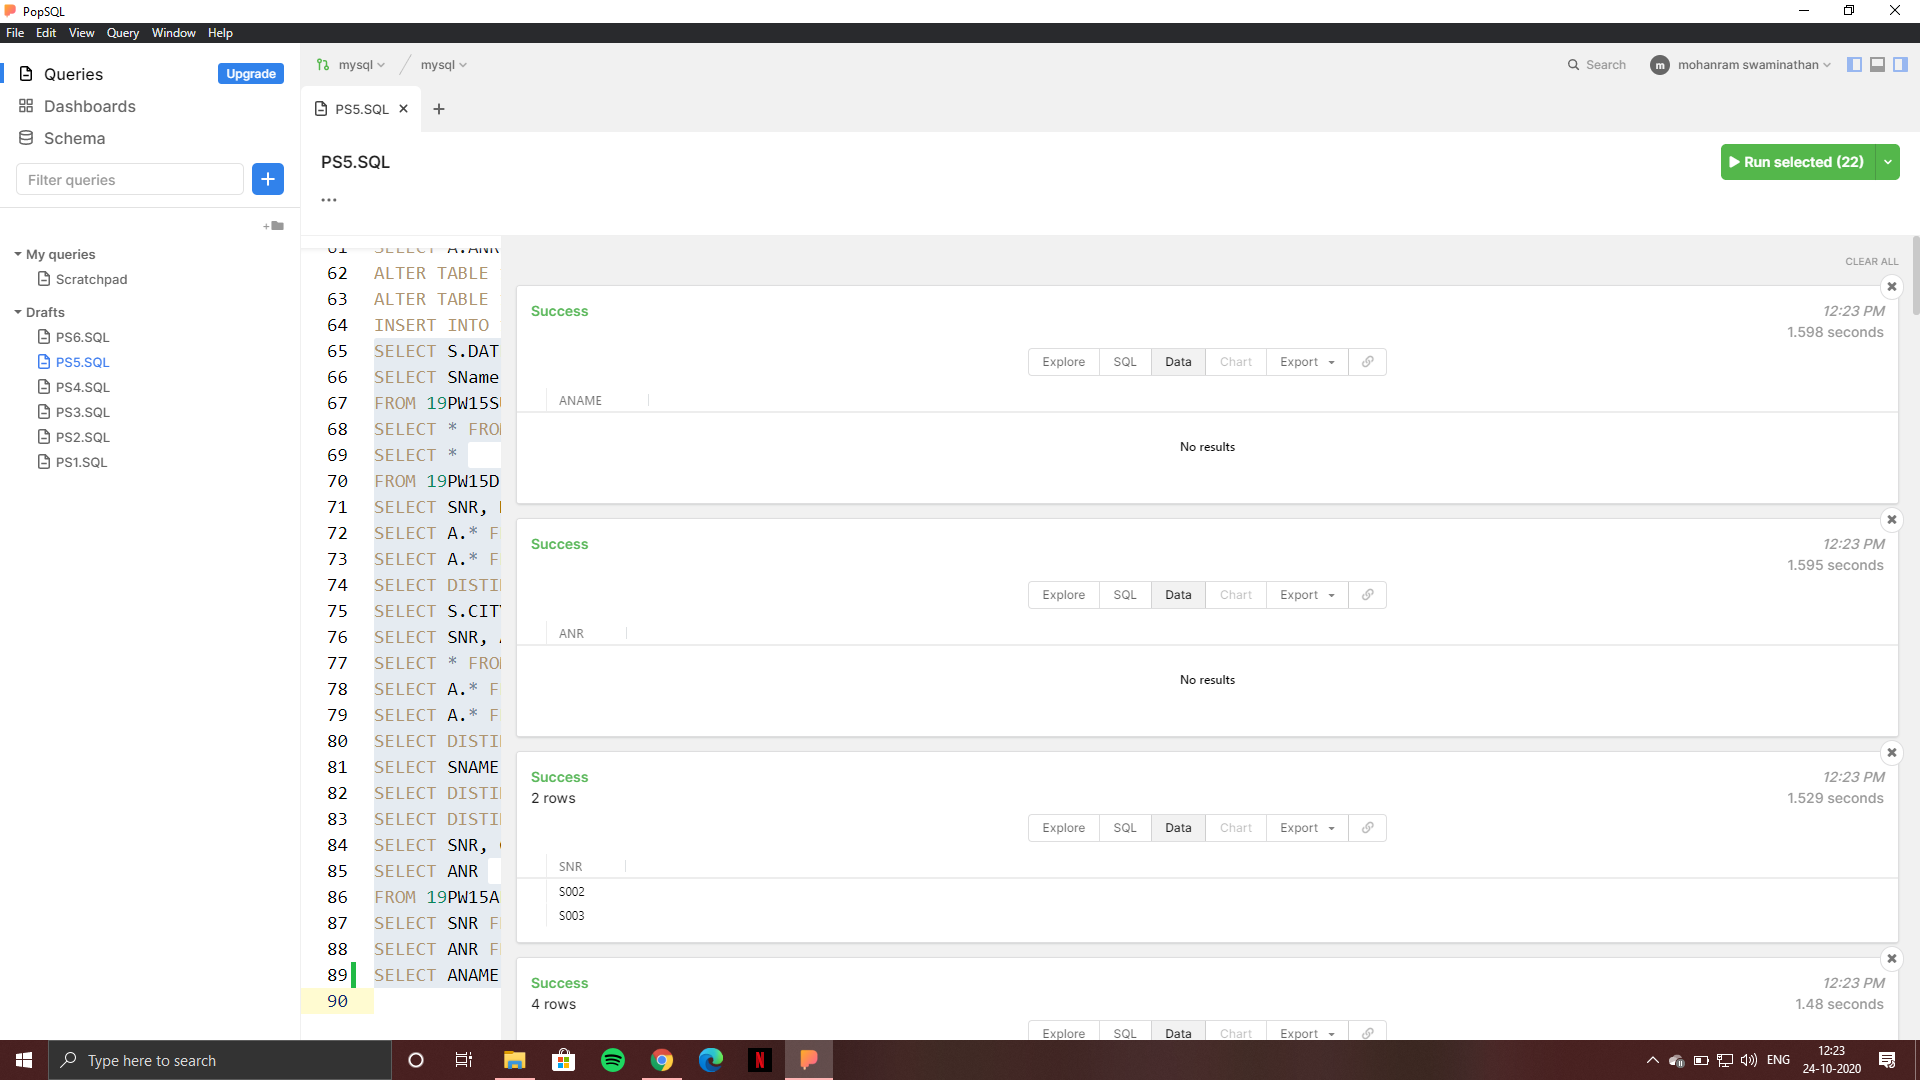 PopSQL
File Edit View Query Window Help
Queries
Upgrade
Dashboards
Schema
Filter queries
My queries
Scratchpad
Drafts
PS6.SQL
PS5.SQL
PS4.SQL
PS3.SQL
PS2.SQL
PS1.SQL
mysql / mysql
Search
m mohanram swaminathan
PS5.SQL
PS5.SQL
...
Run selected (22)
61 SELECT A.ANR
62 ALTER TABLE
63 ALTER TABLE
64 INSERT INTO
65 SELECT S.DAT
66 SELECT SName
67 FROM 19PW15S
68 SELECT * FRO
69 SELECT *
70 FROM 19PW15D
71 SELECT SNR,
72 SELECT A.* F
73 SELECT A.* F
74 SELECT DISTI
75 SELECT S.CIT
76 SELECT SNR,
77 SELECT * FRO
78 SELECT A.* F
79 SELECT A.* F
80 SELECT DISTI
81 SELECT SNAME
82 SELECT DISTI
83 SELECT DISTI
84 SELECT SNR,
85 SELECT ANR
86 FROM 19PW15A
87 SELECT SNR F
88 SELECT ANR F
89 SELECT ANAME
90
CLEAR ALL
Success
12:23 PM
1.598 seconds
Explore SQL Data Chart Export
ANAME
No results
Success
12:23 PM
1.595 seconds
Explore SQL Data Chart Export
ANR
No results
Success
2 rows
12:23 PM
1.529 seconds
Explore SQL Data Chart Export
SNR
S002
S003
Success
4 rows
12:23 PM
1.48 seconds
Explore SQL Data Chart Export
Type here to search
N
ENG
12:23
24-10-2020